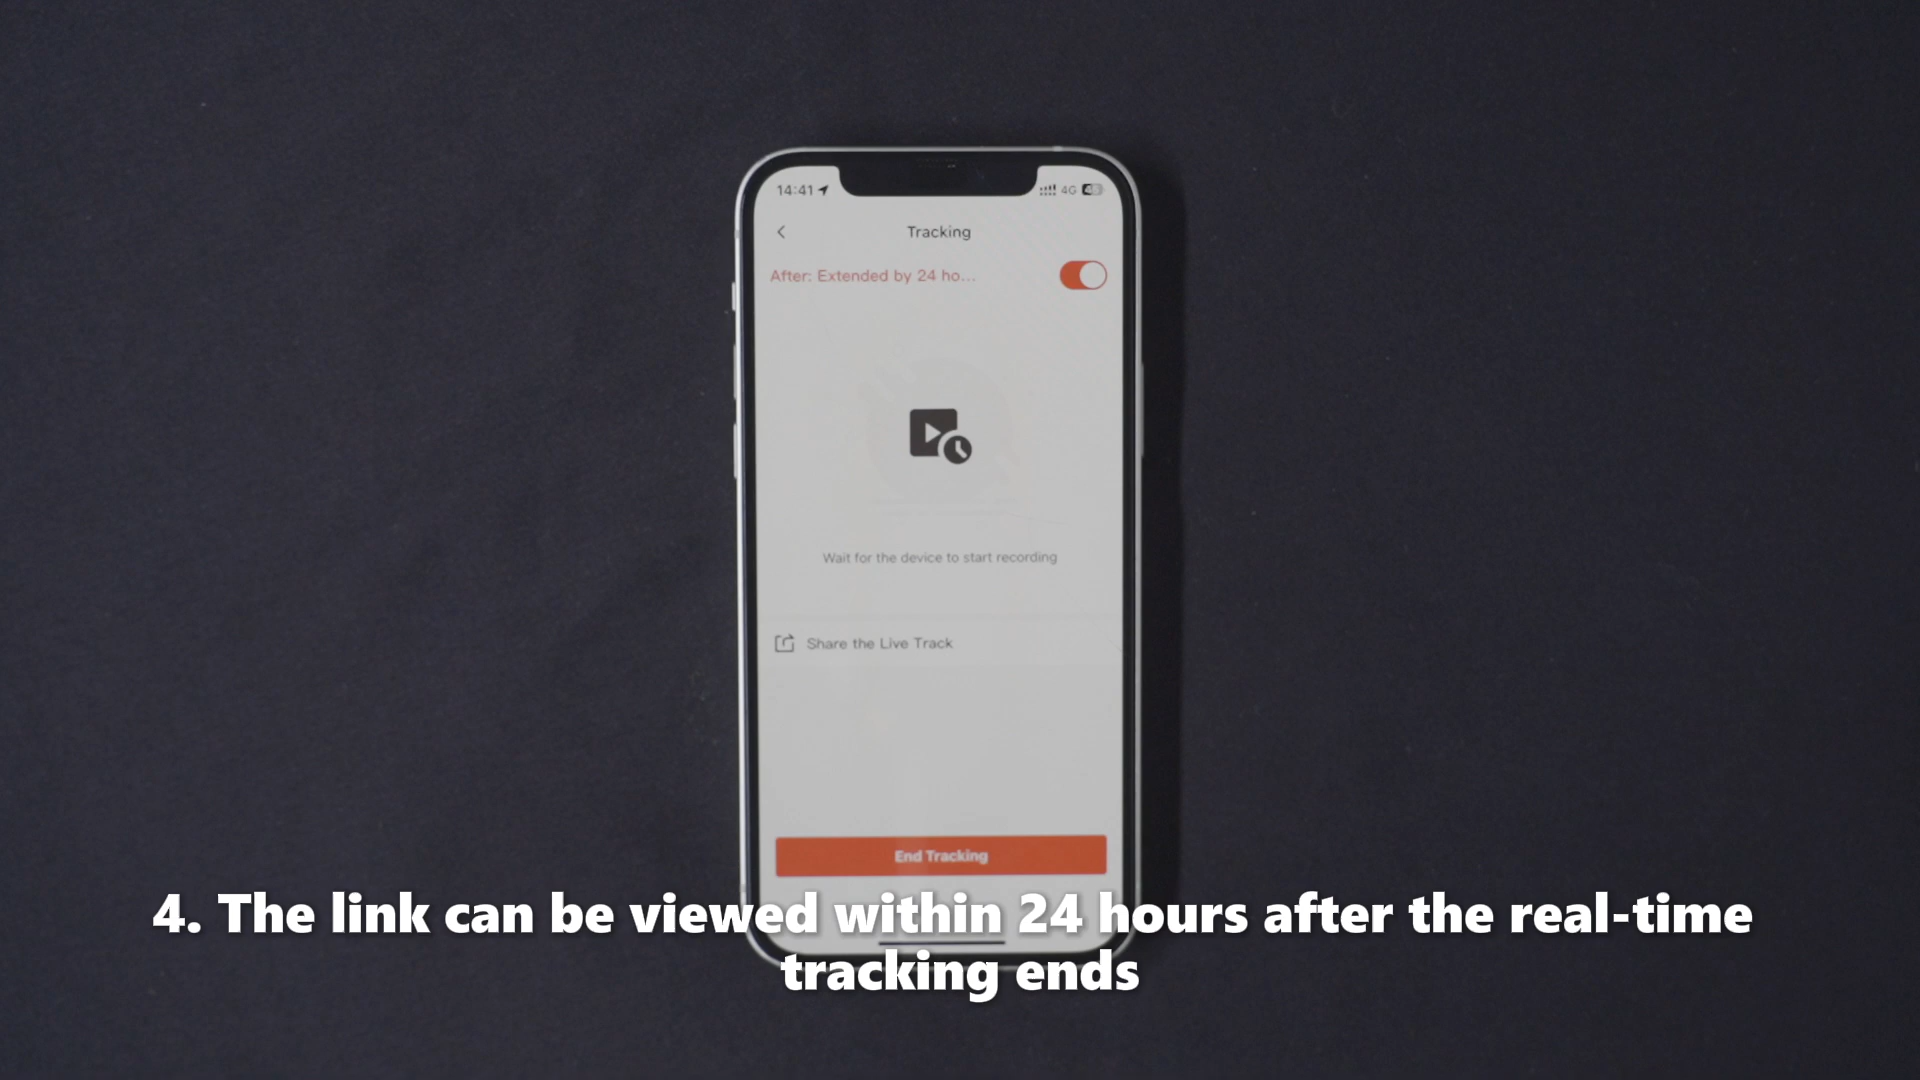 14:41
4G
Tracking
After: Extended by 24 ho...
Wait for the device to start recording
Share the Live Track
End Tracking
4. The link can be viewed within 24 hours after the real-time
tracking ends